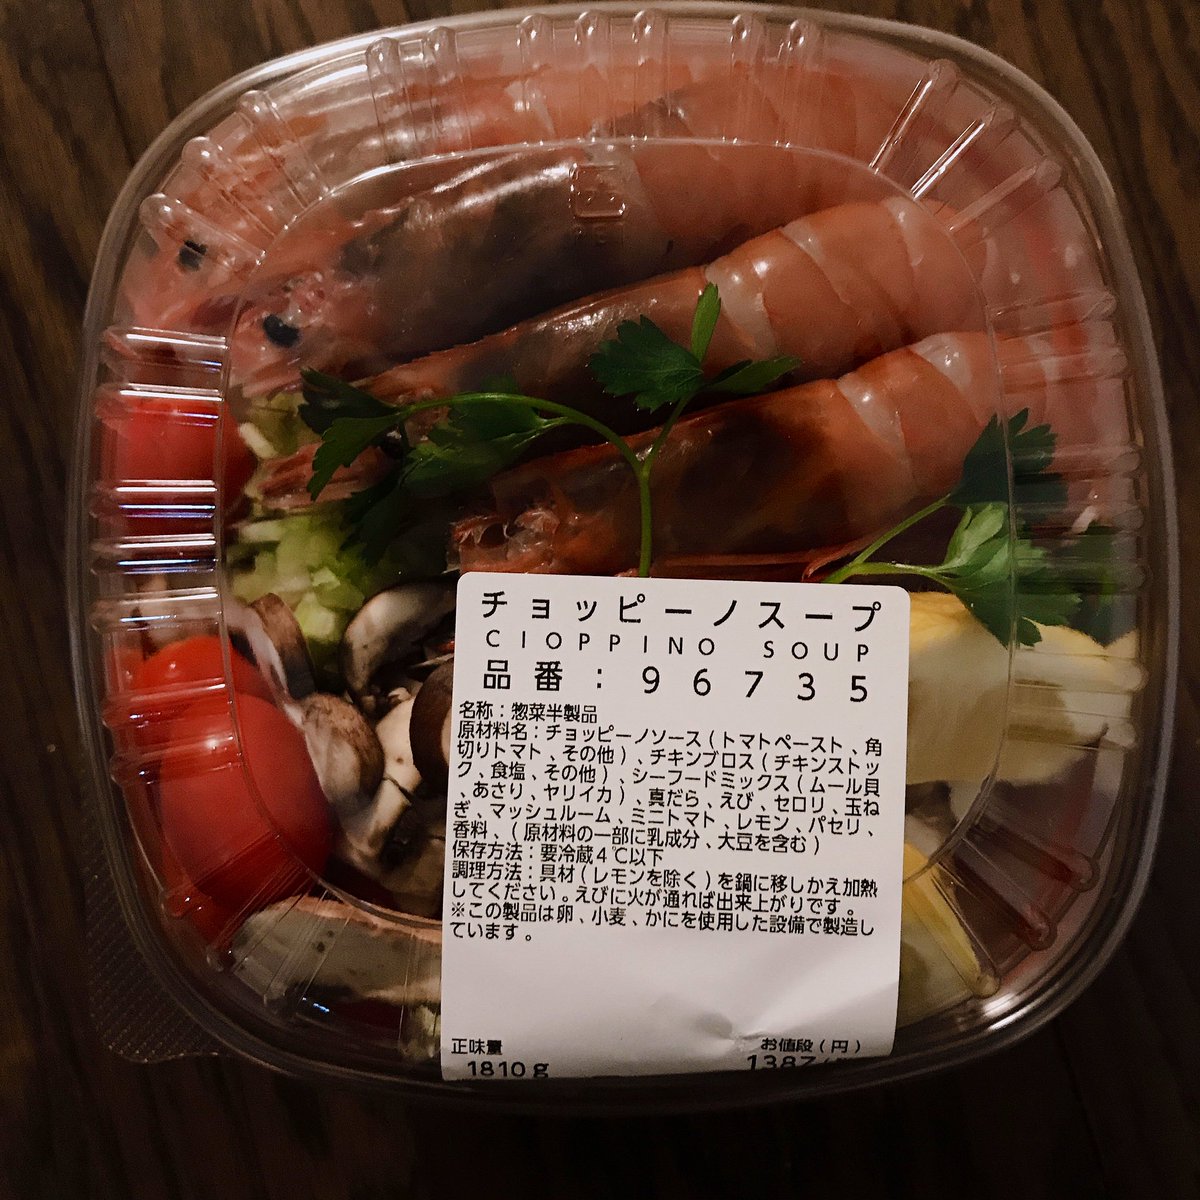 チョッピーノスープ
CIOPPINO SOUP
品番：96735
名称：惣菜半製品
原材料名：チョッピーノソース（トマトペースト、角
切りトマト、その他）、チキンブロス（チキンストッ
ク、食塩、その他）、シーフードミックス（ムール貝
、あさり、ヤリイカ）、真だら、えび、セロリ、玉ね
ぎ、マッシュルーム、ミニトマト、レモン、パセリ、
香料、（原材料の一部に乳成分、大豆を含む）
保存方法：要冷蔵4℃以下
調理方法：具材（レモンを除く）を鍋に移しかえ加熱
してください。えびに火が通れば出来上がりです。
※この製品は卵、小麦、かにを使用した設備で製造し
ています。
正味量 お値段（円）
1810g